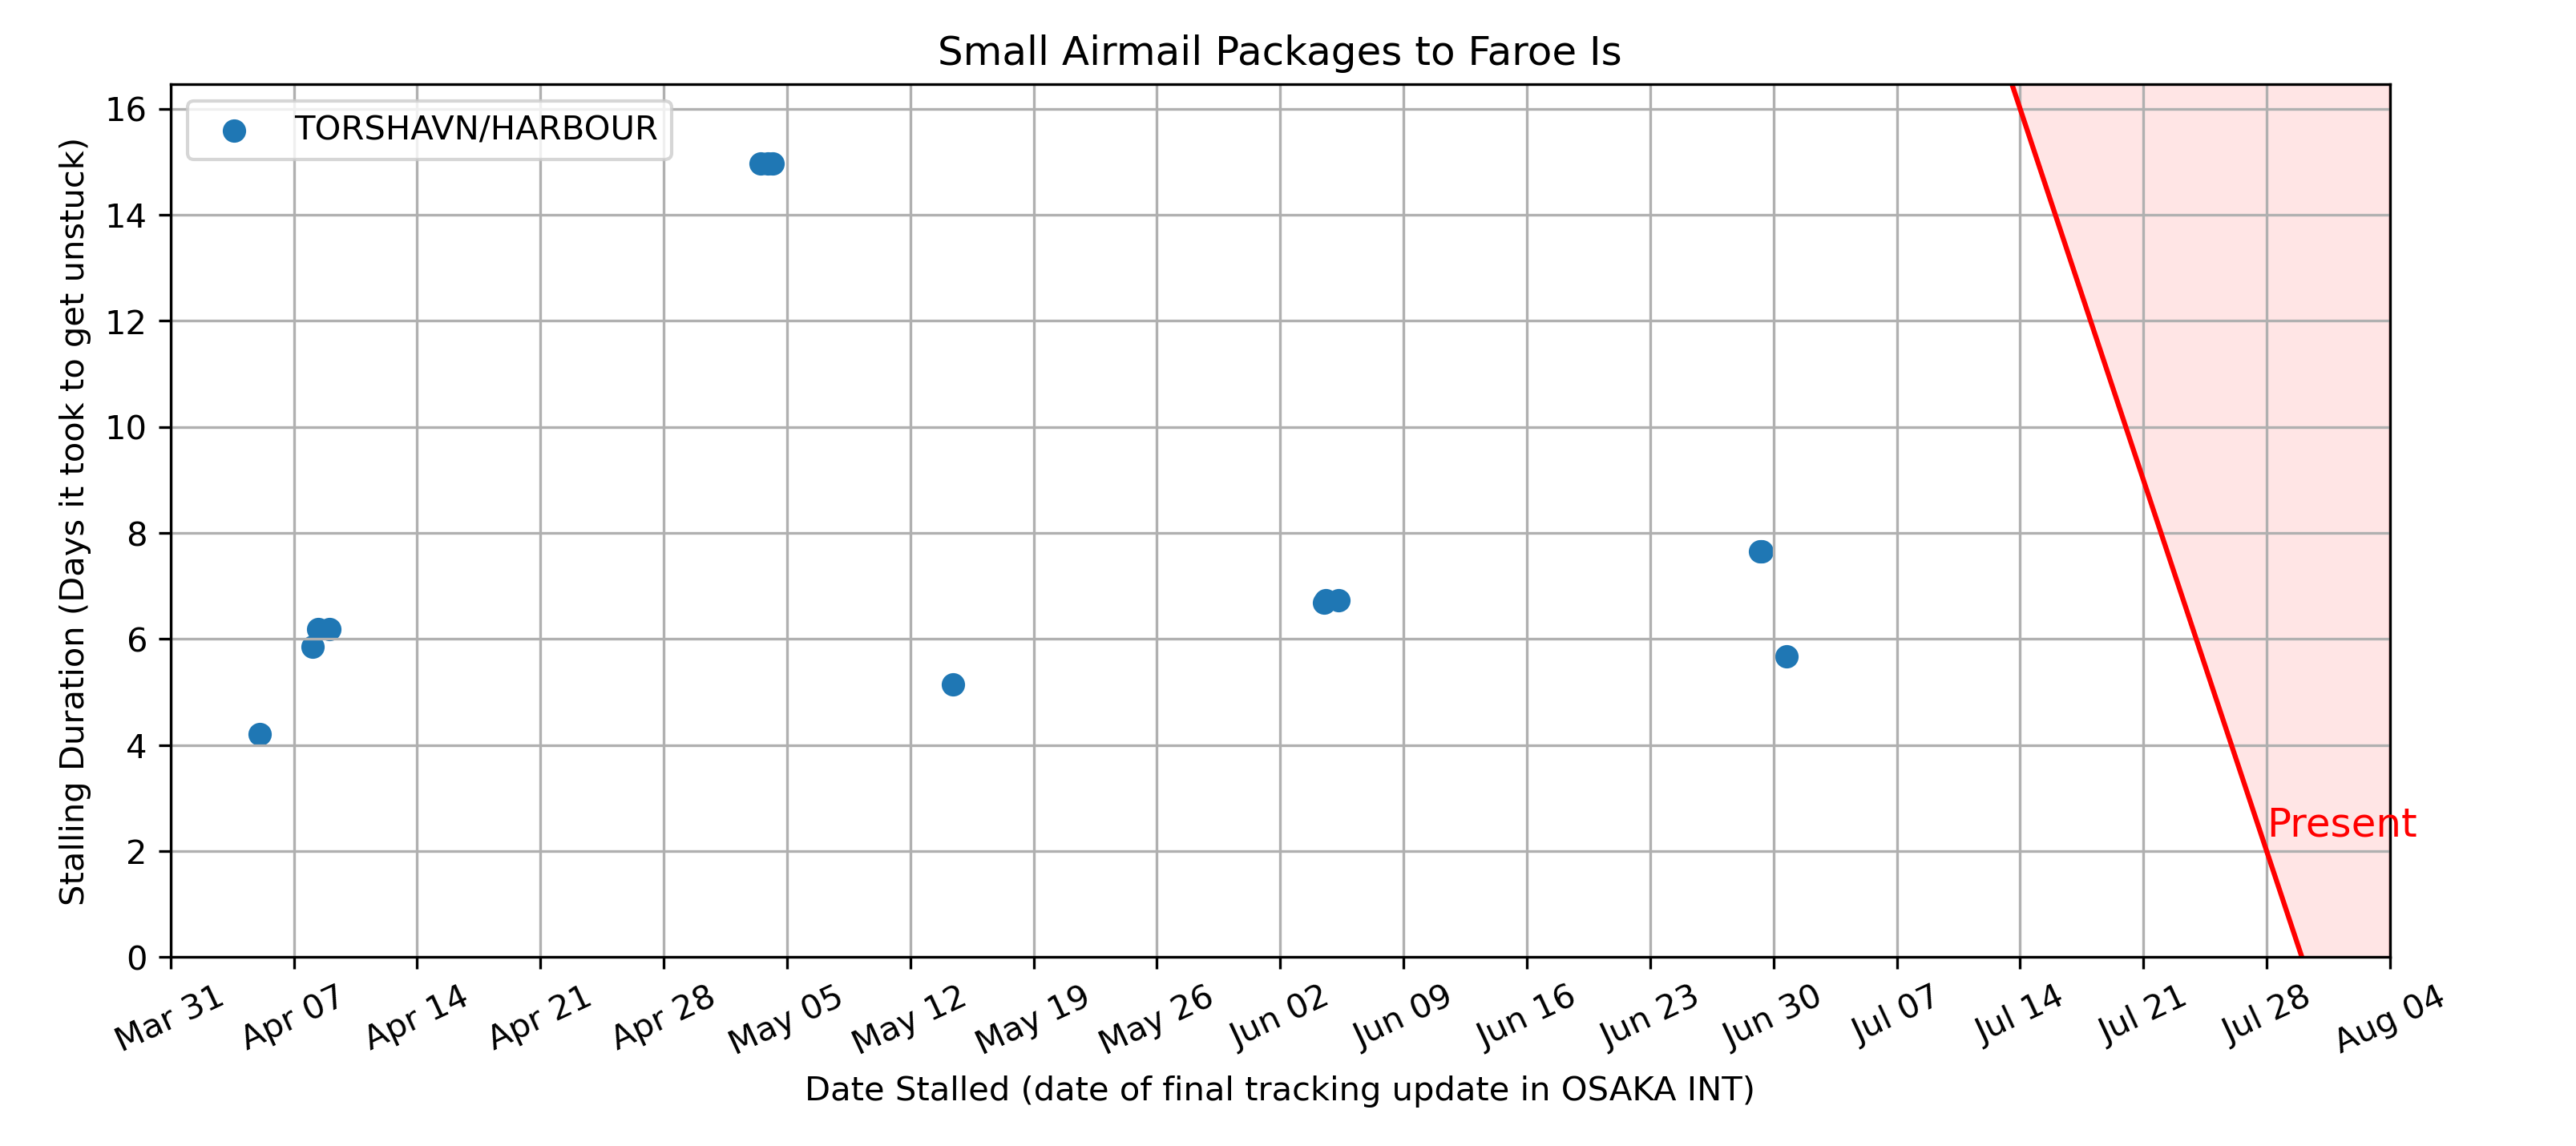 Small Airmail Packages to Faroe Is
TORSHAVN/HARBOUR
Stalling Duration (Days it took to get unstuck)
16
14
12
10
8
6
4
2
0
Present
Mar 31
Apr 07
Apr 14
Apr 21
Apr 28
May 05
May 12
May 19
May 26
Jun 02
Jun 09
Jun 16
Jun 23
Jun 30
Jul 07
Jul 14
Jul 21
Jul 28
Aug 04
Date Stalled (date of final tracking update in OSAKA INT)